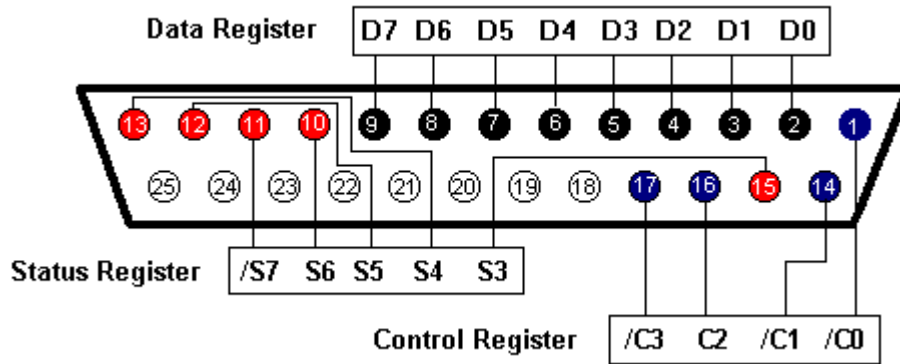 Data Register D7 D6 D5 D4 D3 D2 D1 D0
13 12 11 10 9 8 7 6 5 4 3 2 1
25 24 23 22 21 20 19 18 17 16 15 14
Status Register /S7 S6 S5 S4 S3
Control Register /C3 C2 /C1 /C0